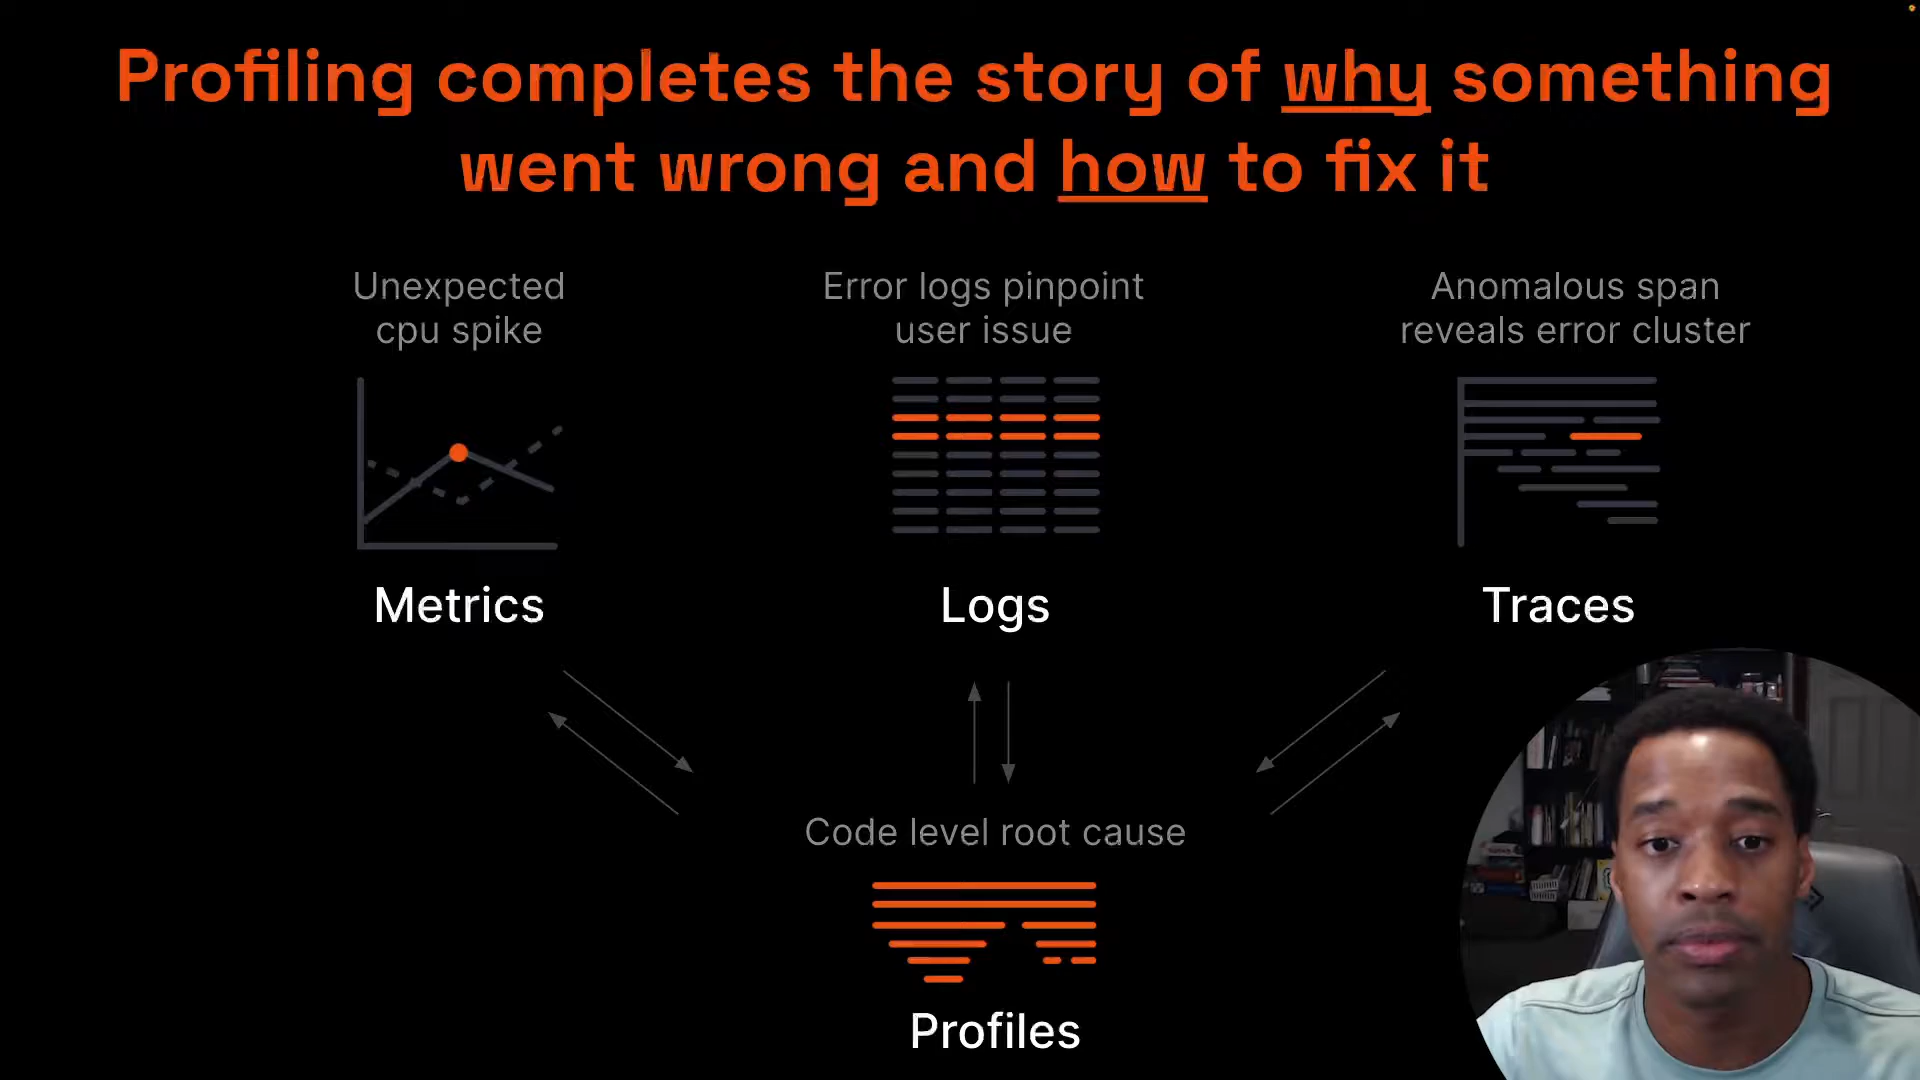 Profiling completes the story of why something
went wrong and how to fix it
Unexpected
cpu spike
Error logs pinpoint
user issue
Anomalous span
reveals error cluster
Metrics
Logs
Traces
Code level root cause
Profiles